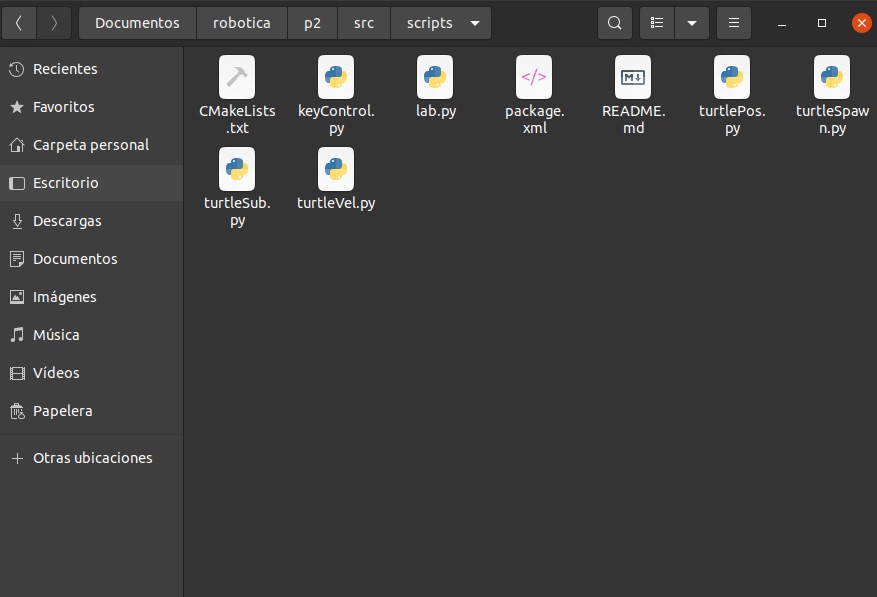 Documentos robotica p2 src scripts
Recientes
Favoritos
Carpeta personal
Escritorio
Descargas
Documentos
Imágenes
Música
Vídeos
Papelera
Otras ubicaciones
CMakeLists
.txt
keyControl.
py
lab.py
package.
xml
README.
md
turtlePos.
py
turtleSpaw
n.py
turtleSub.
py
turtleVel.py